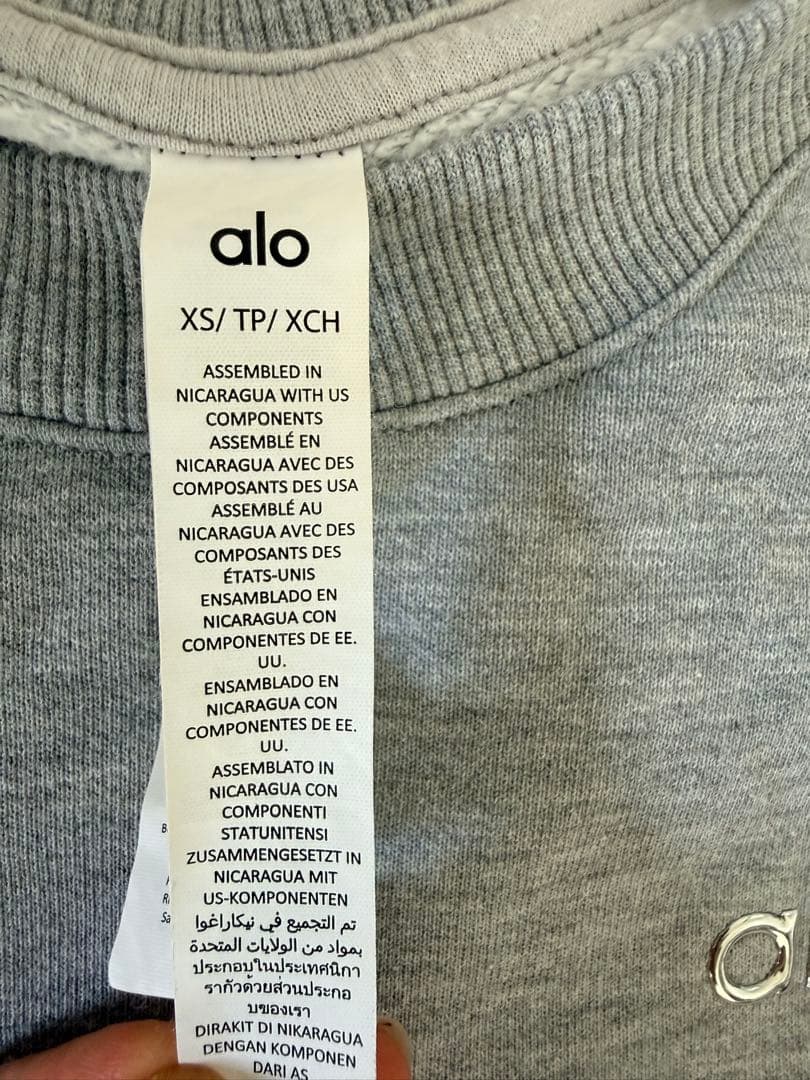 alo
XS/ TP/ XCH
ASSEMBLED IN
NICARAGUA WITH US
COMPONENTS
ASSEMBLÉ EN
NICARAGUA AVEC DES
COMPOSANTS DES USA
ASSEMBLÉ AU
NICARAGUA AVEC DES
COMPOSANTS DES
ÉTATS-UNIS
ENSAMBLADO EN
NICARAGUA CON
COMPONENTES DE EE.
UU.
ENSAMBLADO EN
NICARAGUA CON
COMPONENTES DE EE.
UU.
ASSEMBLATO IN
NICARAGUA CON
COMPONENTI
STATUNITENSI
ZUSAMMENGESETZT IN
NICARAGUA MIT
US-KOMPONENTEN
تم التجميع في نيكاراغوا
بمواد من الولايات المتحدة
ประกอบในประเทศนิกา
รากัวด้วยส่วนประกอ
บของเรา
DIRAKIT DI NIKARAGUA
DENGAN KOMPONEN
DARI AS